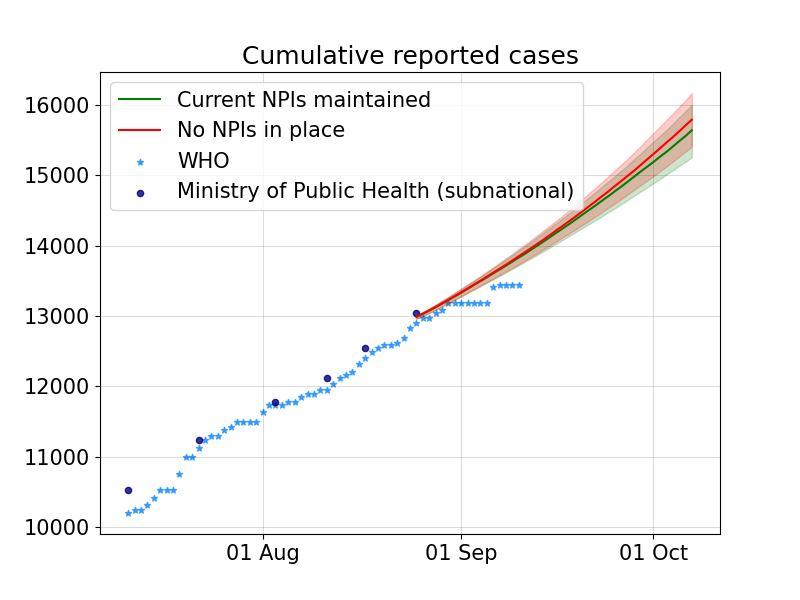 Cumulative reported cases
Current NPIs maintained
No NPIs in place
WHO
Ministry of Public Health (subnational)
16000
15000
14000
13000
12000
11000
10000
01 Aug
01 Sep
01 Oct